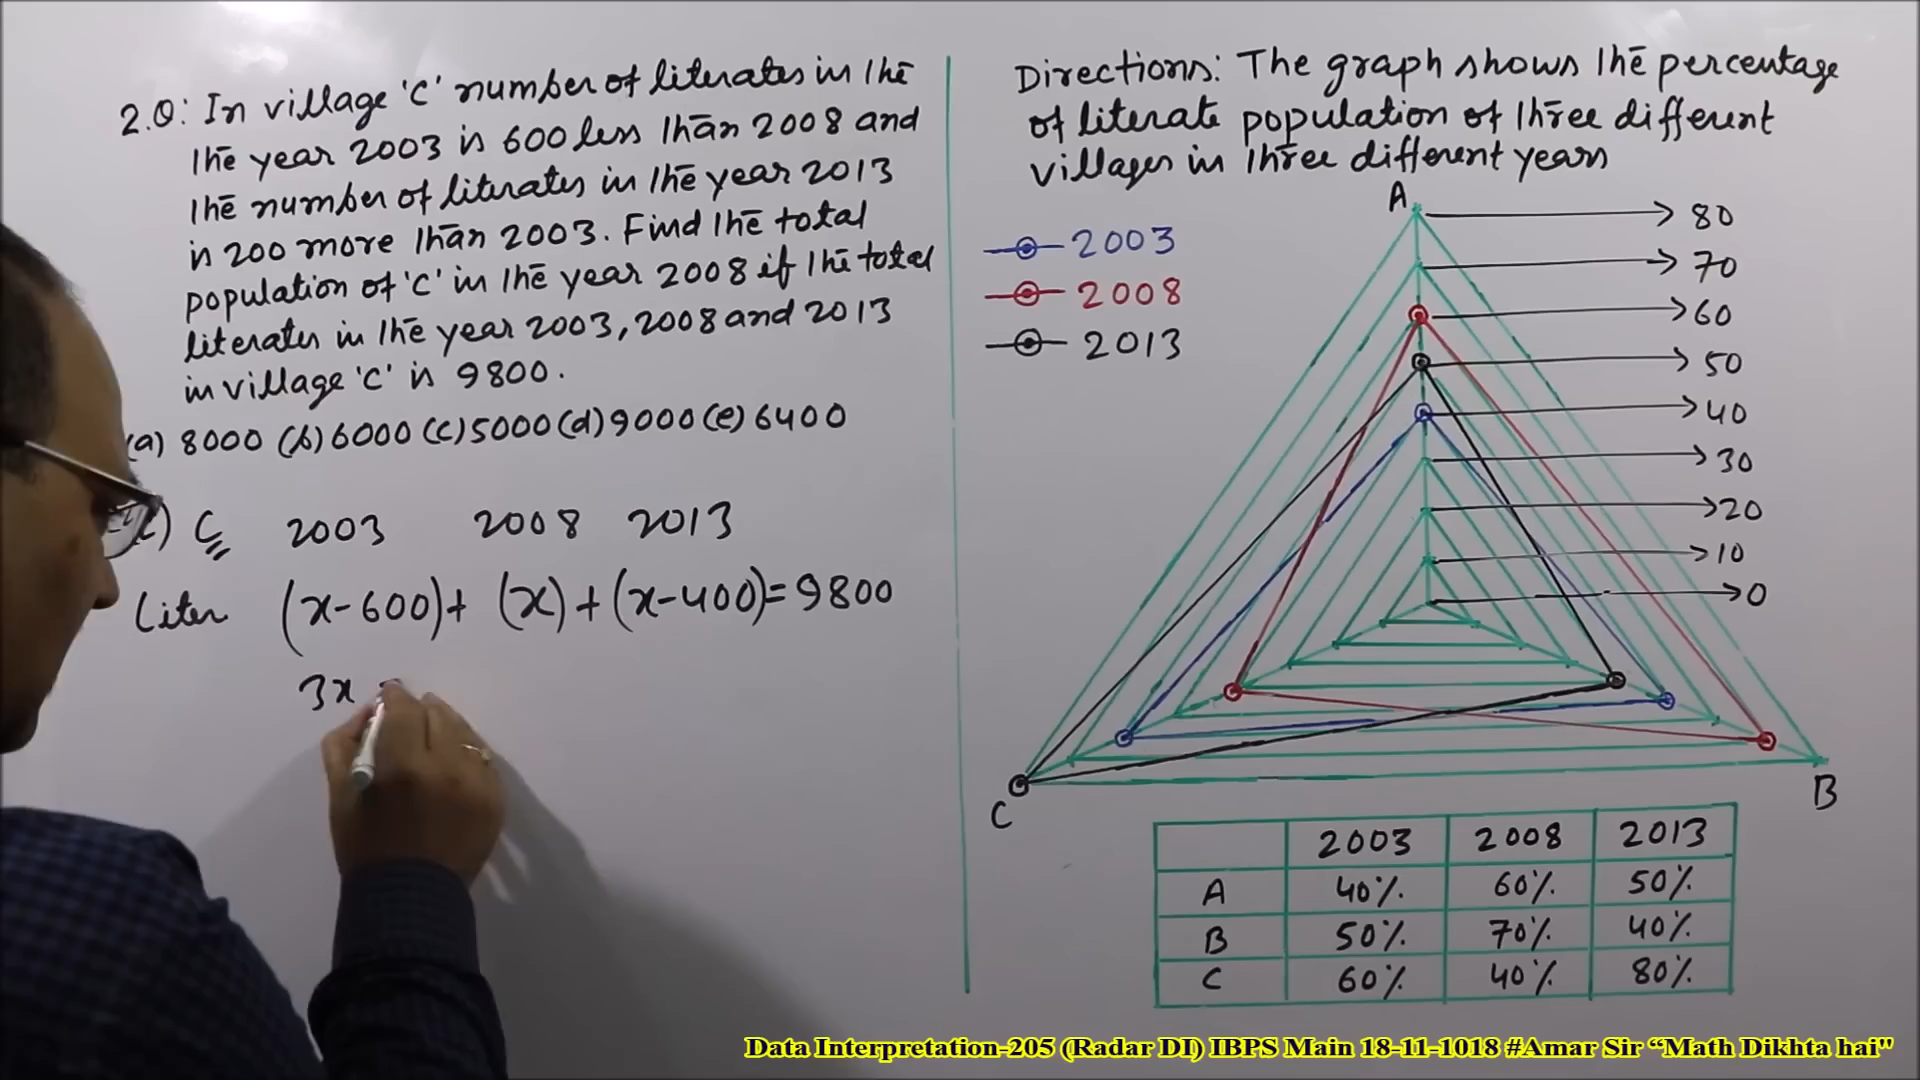 2.Q: In village 'C' number of literates in the
the year 2003 is 600 less than 2008 and
the number of literates in the year 2013
is 200 more than 2003. Find the total
population of 'C' in the year 2008 if the total
literates in the year 2003, 2008 and 2013
in village 'C' is 9800.
(a) 8000 (b) 6000 (c) 5000 (d) 9000 (e) 6400
C 2003 2008 2013
Liter (x-600)+ (x)+(x-400)=9800
3x
Directions: The graph shows the percentage
of literate population of three different
villages in three different years
2003
2008
2013
A
80
70
60
50
40
30
20
10
0
C
B
2003 2008 2013
A 40% 60% 50%
B 50% 70% 40%
C 60% 40% 80%
Data Interpretation-205 (Radar DI) IBPS Main 18-11-1018 #Amar Sir “Math Dikhta hai"